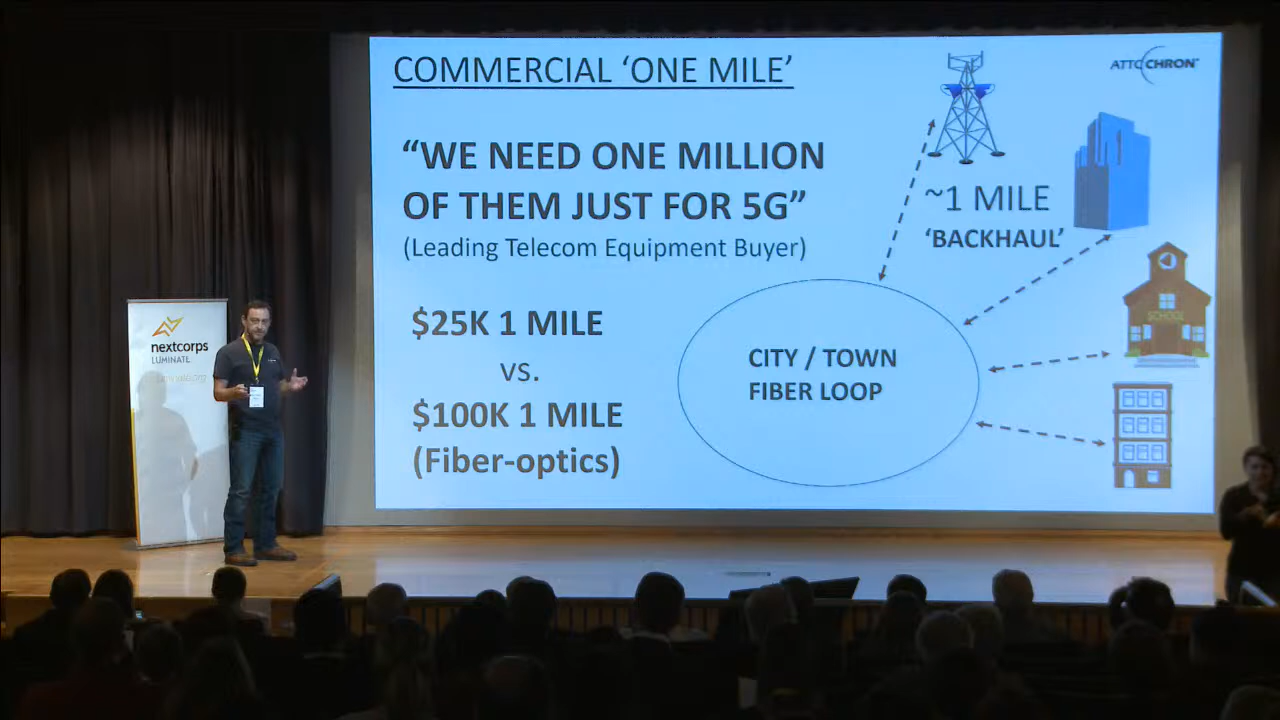 COMMERCIAL ‘ONE MILE’
ATTOCHRON
“WE NEED ONE MILLION
OF THEM JUST FOR 5G”
(Leading Telecom Equipment Buyer)
~1 MILE
‘BACKHAUL’
$25K 1 MILE
vs.
$100K 1 MILE
(Fiber-optics)
CITY / TOWN
FIBER LOOP
SCHOOL
nextcorps
LUMINATE